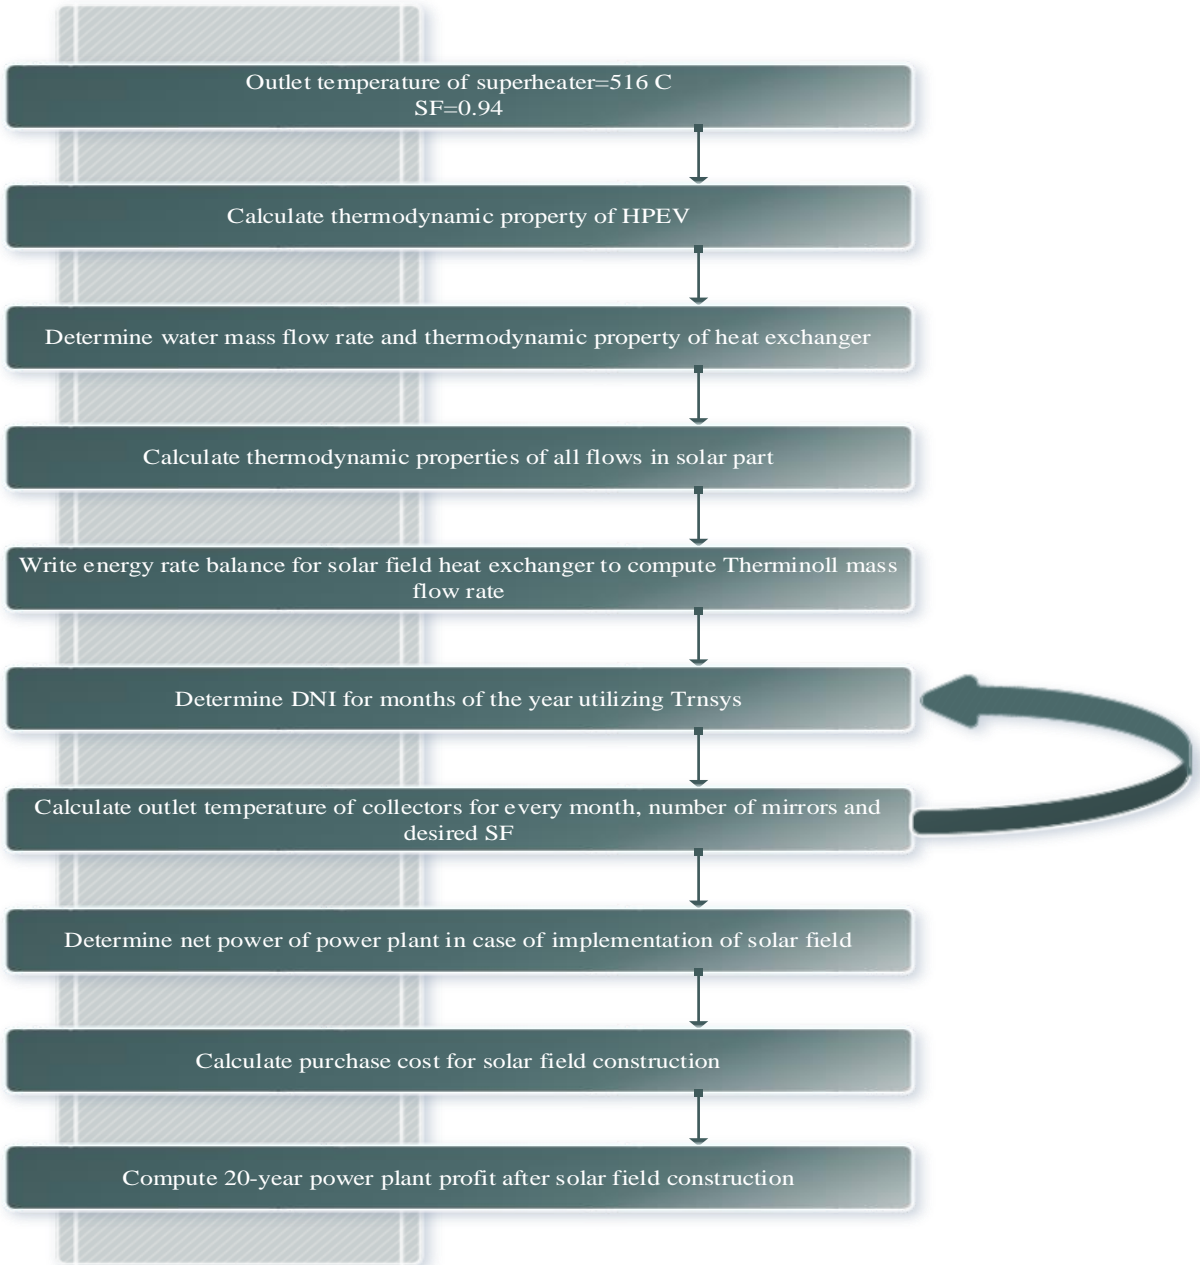 Outlet temperature of superheater=516 C
SF=0.94
Calculate thermodynamic property of HPEV
Determine water mass flow rate and thermodynamic property of heat exchanger
Calculate thermodynamic properties of all flows in solar part
Write energy rate balance for solar field heat exchanger to compute Therminoll mass
flow rate
Determine DNI for months of the year utilizing Trnsys
Calculate outlet temperature of collectors for every month, number of mirrors and
desired SF
Determine net power of power plant in case of implementation of solar field
Calculate purchase cost for solar field construction
Compute 20-year power plant profit after solar field construction